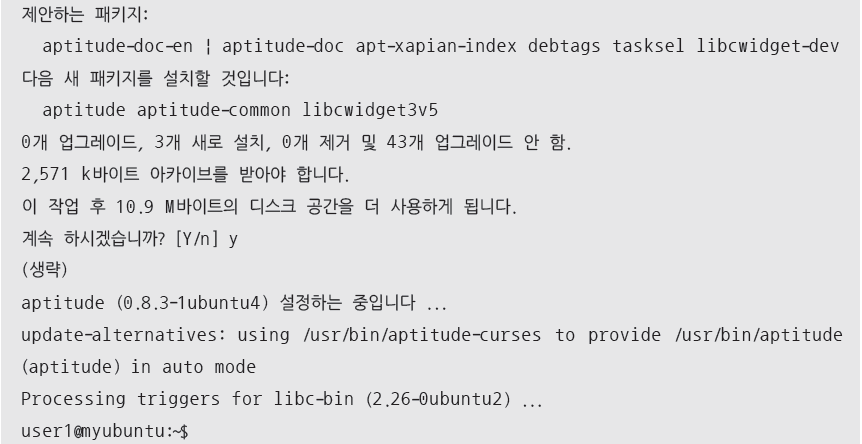 제안하는 패키지:
aptitude-doc-en | aptitude-doc apt-xapian-index debtags tasksel libcwidget-dev
다음 새 패키지를 설치할 것입니다:
aptitude aptitude-common libcwidget3v5
0개 업그레이드, 3개 새로 설치, 0개 제거 및 43개 업그레이드 안 함.
2,571 k바이트 아카이브를 받아야 합니다.
이 작업 후 10.9 M바이트의 디스크 공간을 더 사용하게 됩니다.
계속 하시겠습니까? [Y/n] y
(생략)
aptitude (0.8.3-1ubuntu4) 설정하는 중입니다 ...
update-alternatives: using /usr/bin/aptitude-curses to provide /usr/bin/aptitude
(aptitude) in auto mode
Processing triggers for libc-bin (2.26-0ubuntu2) ...
user1@myubuntu:~$